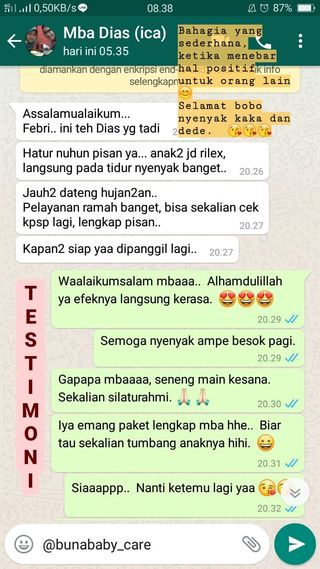 0,50KB/s
08.38
87%
Mba Dias (ica)
hari ini 05.35
Bahagia yang
sederhana,
ketika menebar
hal positif
untuk orang lain
😊
Selamat bobo
nyenyak kaka dan
dede. 😘😘😘
diamankan dengan enkripsi end-
k info
selengkapn
Assalamualaikum...
Febri.. ini teh Dias yg tadi
Hatur nuhun pisan ya... anak2 jd rilex,
langsung pada tidur nyenyak banget..
20.26
Jauh2 dateng hujan2an..
Pelayanan ramah banget, bisa sekalian cek
kpsp lagi, lengkap pisan..
20.27
Kapan2 siap yaa dipanggil lagi..
20.27
TESTIMONI
Waalaikumsalam mbaaa.. Alhamdulillah
ya efeknya langsung kerasa. 😍😍😍
20.29
Semoga nyenyak ampe besok pagi.
20.29
Gapapa mbaaaa, seneng main kesana.
Sekalian silaturahmi. 🙏🙏
20.30
Iya emang paket lengkap mba hhe.. Biar
tau sekalian tumbang anaknya hihi. 😀
20.31
Siaaappp.. Nanti ketemu lagi yaa 😘
20.32
@bunababy_care